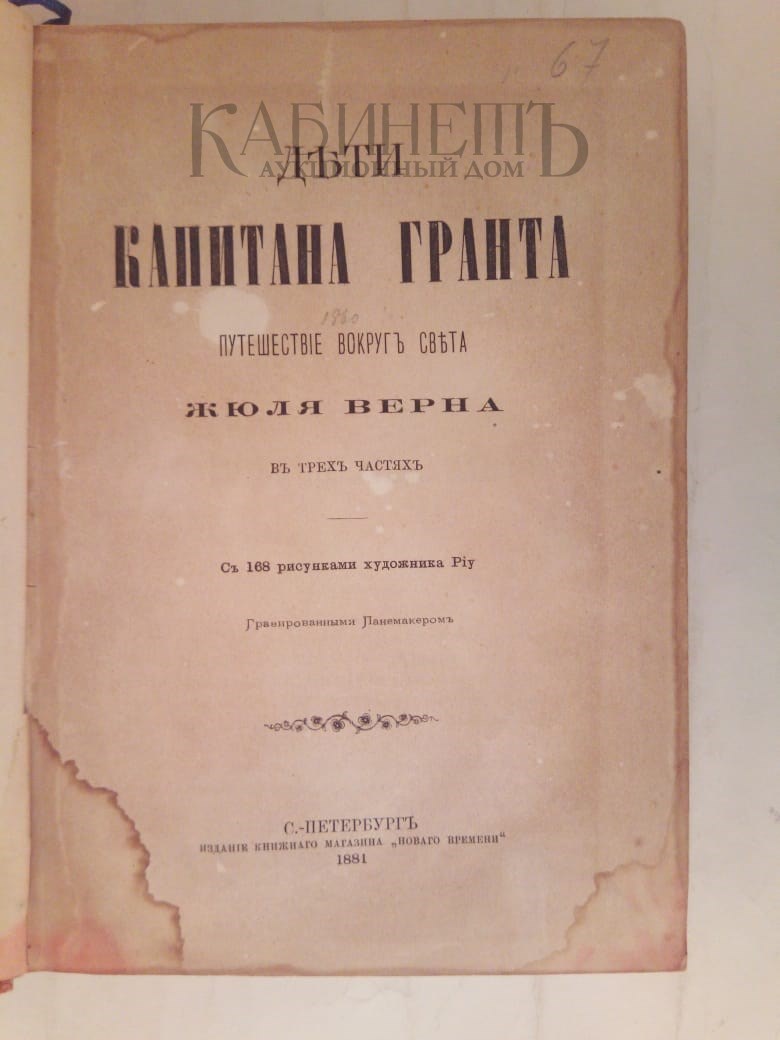 67
КАБИНЕТЪ
АУКЦИОННЫЙ ДОМ
ДѢТИ
КАПИТАНА ГРАНТА
1880
ПУТЕШЕСТВІЕ ВОКРУГЪ СВѢТА
ЖЮЛЯ ВЕРНА
ВЪ ТРЕХЪ ЧАСТЯХЪ
Съ 168 рисунками художника Ріу
Гравированными Панемакеромъ
С.-ПЕТЕРБУРГЪ
ИЗДАНІЕ КНИЖНАГО МАГАЗИНА „НОВАГО ВРЕМЕНИ“
1881